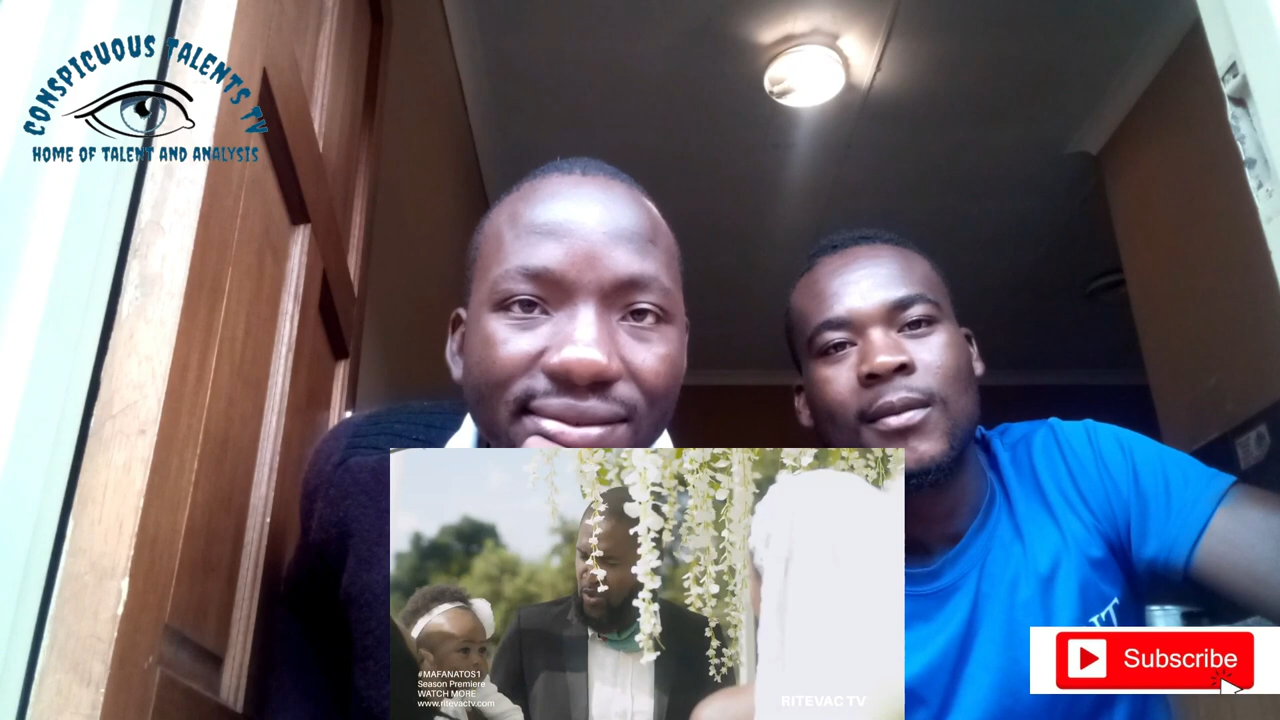 CONSPICUOUS TALENTS TV
HOME OF TALENT AND ANALYSIS
#MAFANATOS1
Season Premiere
WATCH MORE
www.ritevactv.com
RITEVAC TV
Subscribe